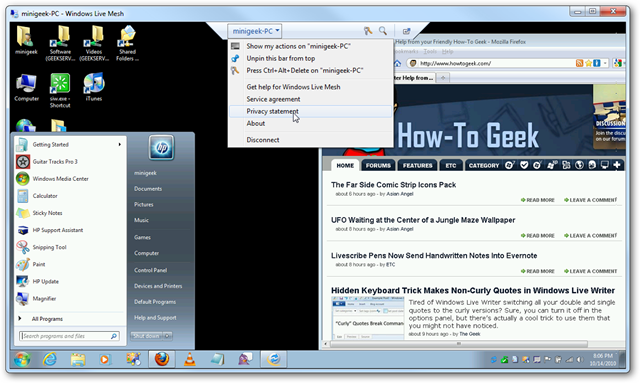 minigeek-PC - Windows Live Mesh
minigeek-PC
Show my actions on "minigeek-PC"
Unpin this bar from top
Press Ctrl+Alt+Delete on "minigeek-PC"
Get help for Windows Live Mesh
Service agreement
Privacy statement
About
Disconnect
minigeek
Software
(GEEKSERV...
Videos
(GEEKSERV...
Shared
Folders ...
Computer
siw.exe -
Shortcut
iTunes
Help from your Friendly How-To Geek - Mozilla Firefox
Help
http://www.howtogeek.com/
ter Help from ...
DISCUSSION
Join the
discussion on
How-To Geek
HOME
FORUMS
FEATURES
ETC
CATEGORY
The Far Side Comic Strip Icons Pack
about 6 hours ago - by Asian Angel
READ MORE
LEAVE A COMMENT
UFO Waiting at the Center of a Jungle Maze Wallpaper
about 8 hours ago - by Asian Angel
READ MORE
LEAVE A COMMENT
Livescribe Pens Now Send Handwritten Notes Into Evernote
about 8 hours ago - by ETC
READ MORE
LEAVE A COMMENT
Hidden Keyboard Trick Makes Non-Curly Quotes in Windows Live Writer
Tired of Windows Live Writer switching all your double and single
quotes to the curly versions? Sure, you can turn it off in the
options panel, but there's actually a cool trick to use them that
you might not have noticed.
about 9 hours ago - by The Geek
"Curly" Quotes Break Comman
Getting Started
Guitar Tracks Pro 3
Windows Media Center
Calculator
Sticky Notes
HP Support Assistant
Snipping Tool
Paint
HP Update
Magnifier
All Programs
Search programs and files
hp
minigeek
Documents
Pictures
Music
Games
Computer
Control Panel
Devices and Printers
Default Programs
Help and Support
Shut down
8:06 PM
10/14/2010